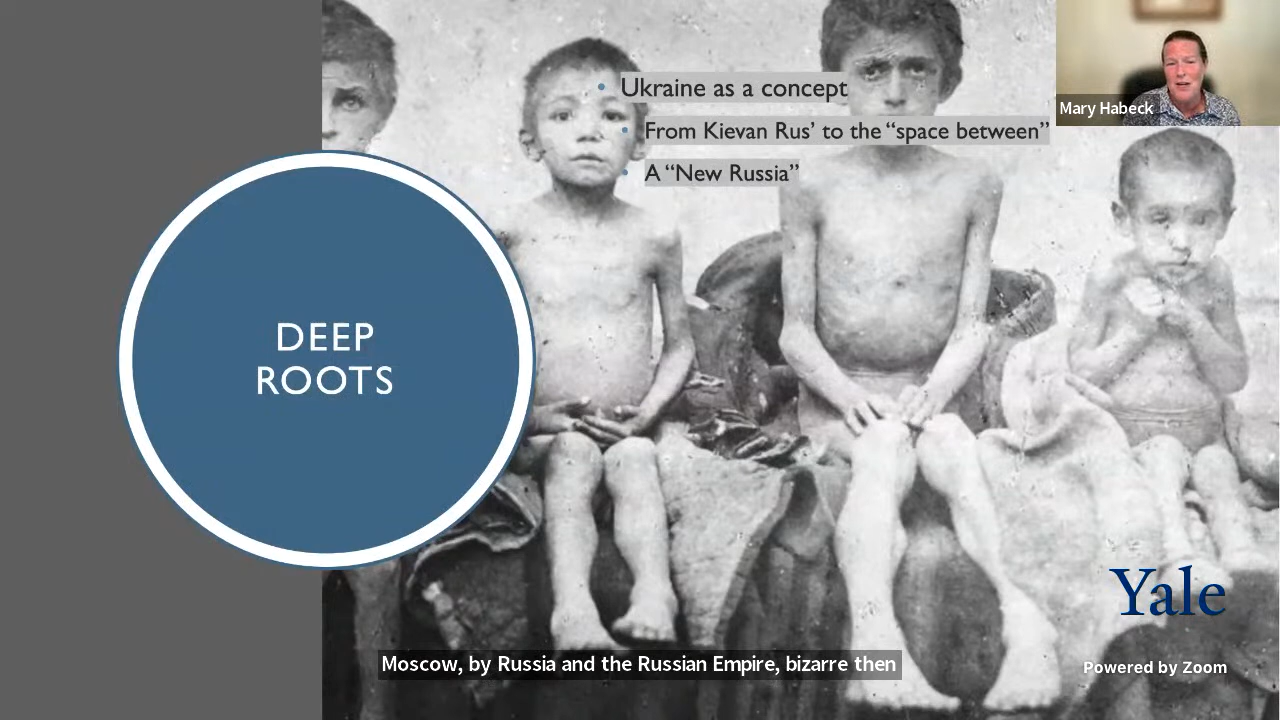 Ukraine as a concept
From Kievan Rus’ to the “space between”
A “New Russia”
Mary Habeck
DEEP
ROOTS
Yale
Moscow, by Russia and the Russian Empire, bizarre then
Powered by Zoom